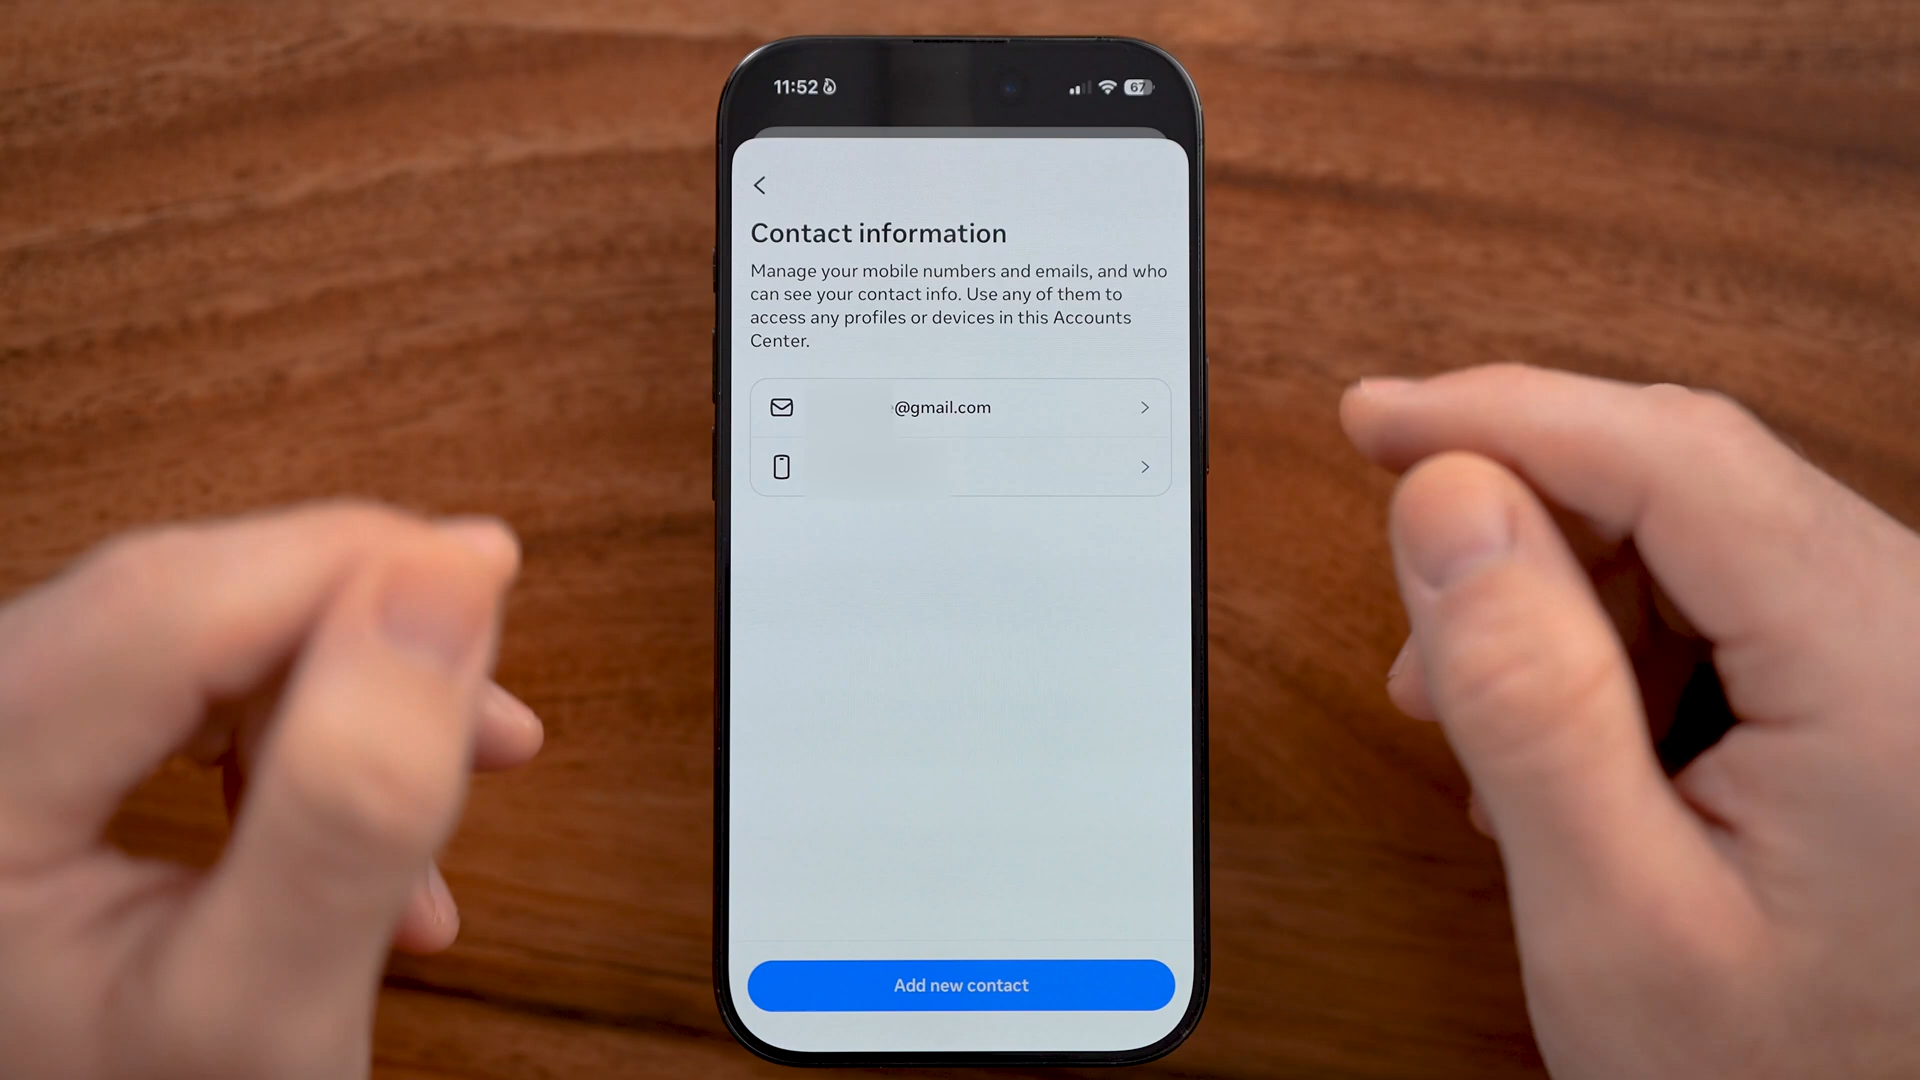 11:52
67
Contact information
Manage your mobile numbers and emails, and who
can see your contact info. Use any of them to
access any profiles or devices in this Accounts
Center.
@gmail.com
Add new contact